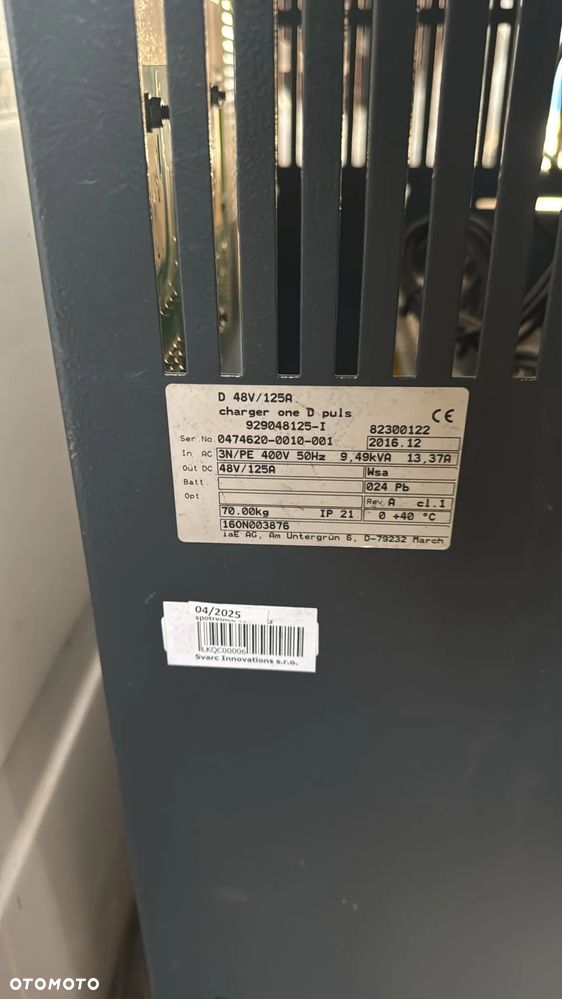 D 48V/125A
charger one D puls
929048125-I 82300122
Ser.No 0474620-0010-001 2016.12
In AC 3N/PE 400V 50Hz 9,49kVA 13,37A
Out DC 48V/125A Wsa
Batt. 024 Pb
Opt. Rev A cl.1
70.00kg IP 21 0 +40 °C
160N003876
iaE AG, Am Untergrün 6, D-79232 March
CE
04/2025
LKQC00006
Svarc Innovations s.r.o.
OTOMOTO